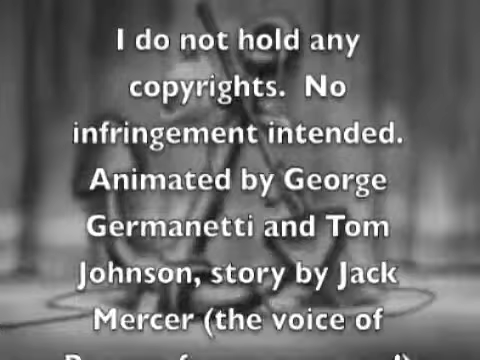 I do not hold any
copyrights.  No
infringement intended.
Animated by George
Germanetti and Tom
Johnson, story by Jack
Mercer (the voice of